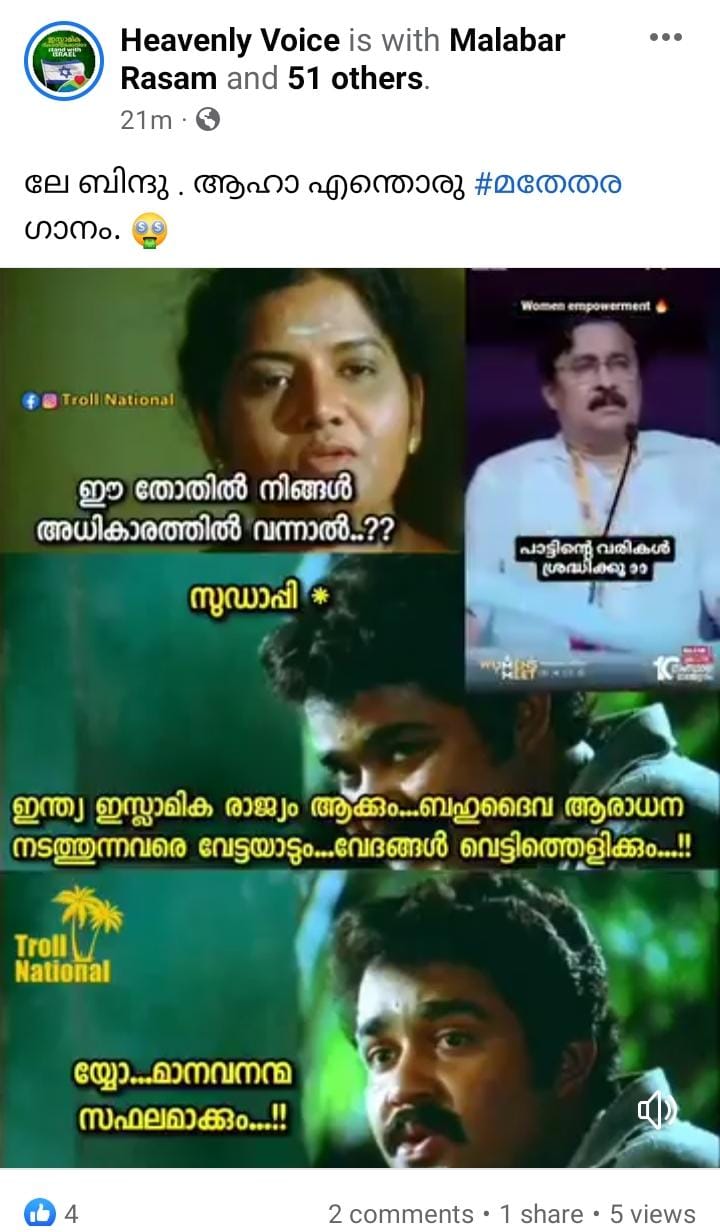 Heavenly Voice is with Malabar
Rasam and 51 others.
21m
ലേ ബിന്ദു . ആഹാ എന്തൊരു #മതേതര
ഗാനം.
Women empowerment
Troll National
ഈ തോതിൽ നിങ്ങൾ
അധികാരത്തിൽ വന്നാൽ..??
പാട്ടിന്റെ വരികൾ
ശ്രദ്ധിക്കൂ
സുഡാപ്പി *
ഇന്ത്യ ഇസ്ലാമിക രാജ്യം ആക്കും...ബഹുദൈവ ആരാധന
നടത്തുന്നവരെ വേട്ടയാടും...വേദങ്ങൾ വെട്ടിത്തെളിക്കും...!!
Troll
National
യ്യോ...മാനവനന്മ
സഫലമാക്കും...!!
4
2 comments • 1 share • 5 views